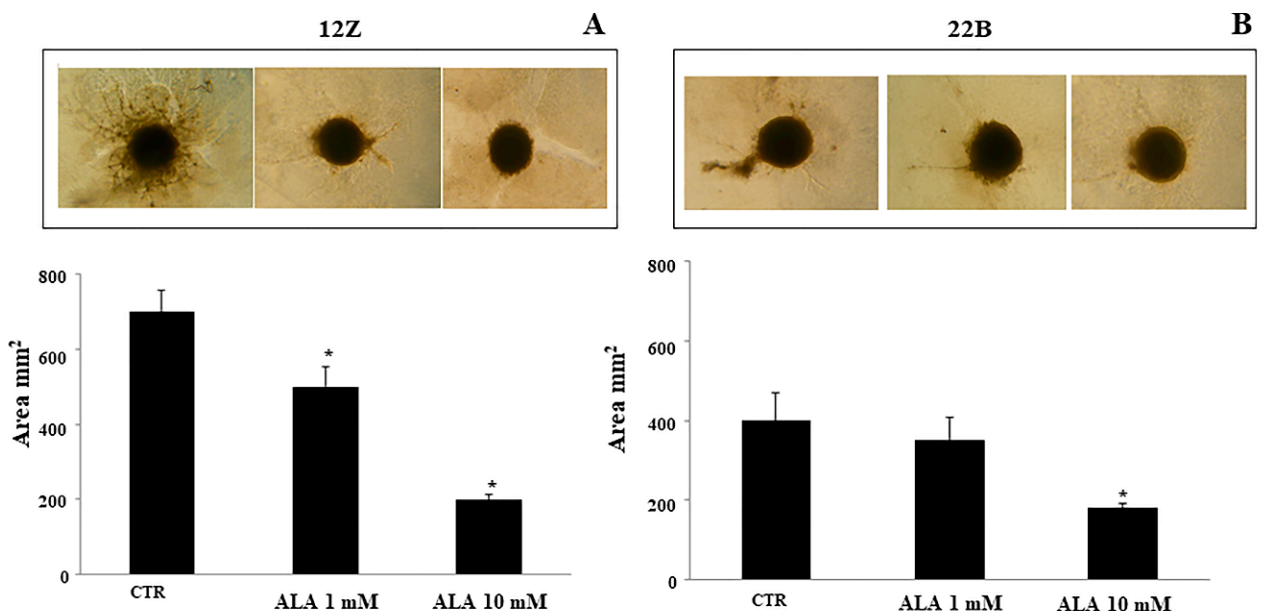 12Z
A
22B
B
800
600
400
200
0
Area mm²
*
*
CTR
ALA 1 mM
ALA 10 mM
800
600
400
200
0
Area mm²
*
CTR
ALA 1 mM
ALA 10 mM